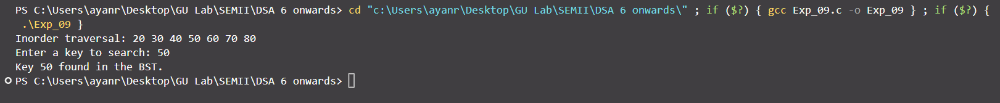 PS C:\Users\ayanr\Desktop\GU Lab\SEMII\DSA 6 onwards> cd "c:\Users\ayanr\Desktop\GU Lab\SEMII\DSA 6 onwards\" ; if ($?) { gcc Exp_09.c -o Exp_09 } ; if ($?) {
.\Exp_09 }
Inorder traversal: 20 30 40 50 60 70 80
Enter a key to search: 50
Key 50 found in the BST.
PS C:\Users\ayanr\Desktop\GU Lab\SEMII\DSA 6 onwards>